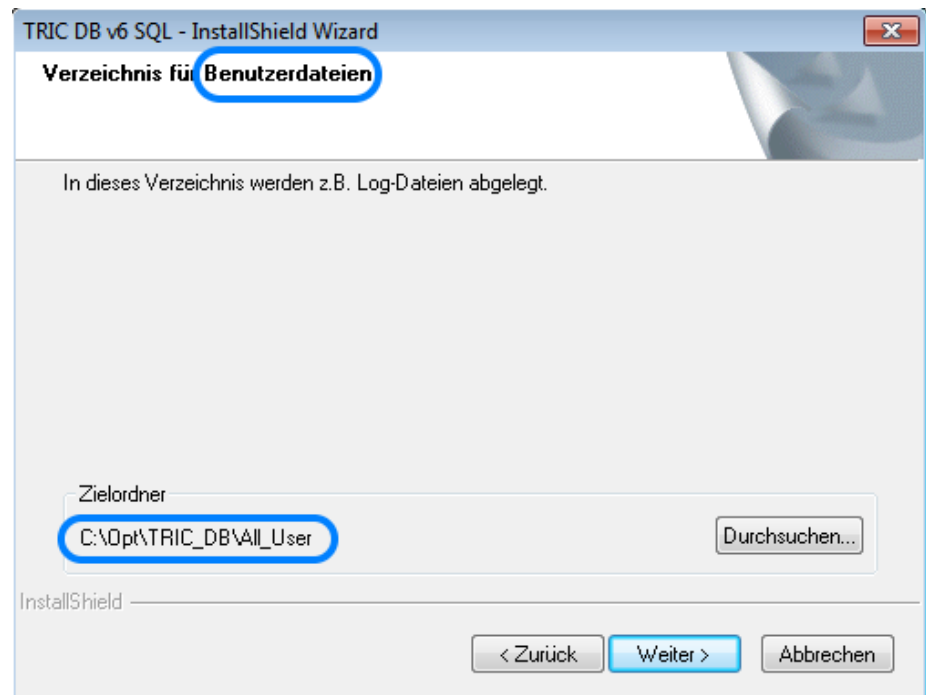 TRIC DB v6 SQL - InstallShield Wizard
Verzeichnis für Benutzerdateien
In dieses Verzeichnis werden z.B. Log-Dateien abgelegt.
Zielordner
C:\Opt\TRIC_DB\All_User
Durchsuchen...
InstallShield
< Zurück
Weiter >
Abbrechen